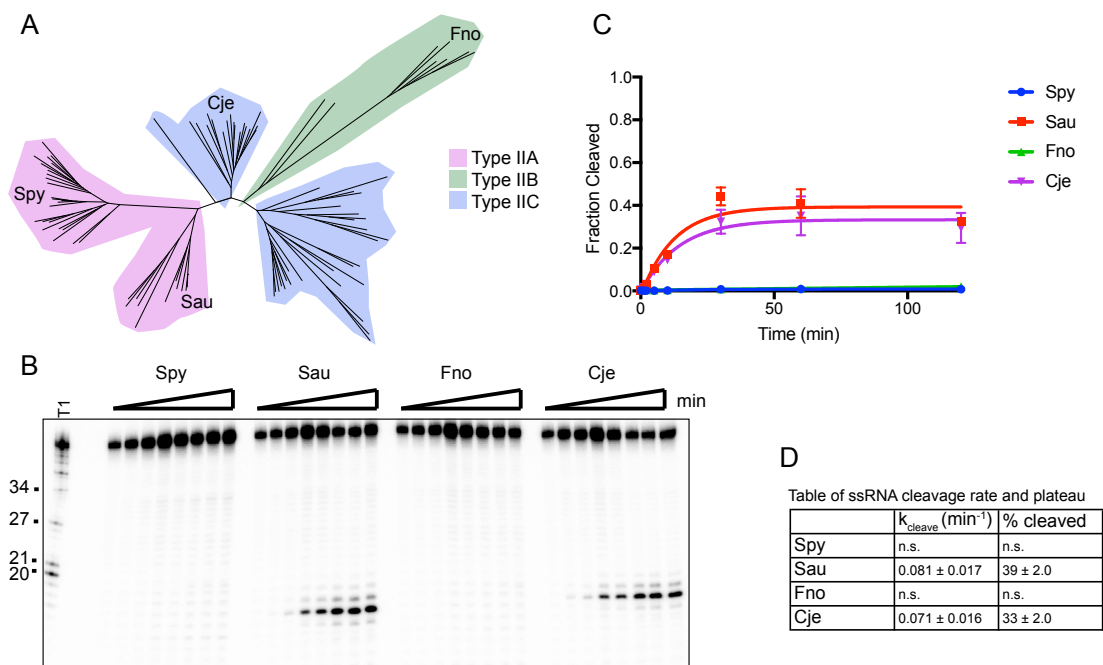 A
Fno
Cje
Spy
Sau
Type IIA
Type IIB
Type IIC
C
1.0
0.8
0.6
0.4
0.2
0.0
Fraction Cleaved
0
50
100
Time (min)
Spy
Sau
Fno
Cje
B
Spy
Sau
Fno
Cje
min
T1
34
27
21
20
D
Table of ssRNA cleavage rate and plateau
kcleave (min-1) % cleaved
Spy n.s. n.s.
Sau 0.081 ± 0.017 39 ± 2.0
Fno n.s. n.s.
Cje 0.071 ± 0.016 33 ± 2.0